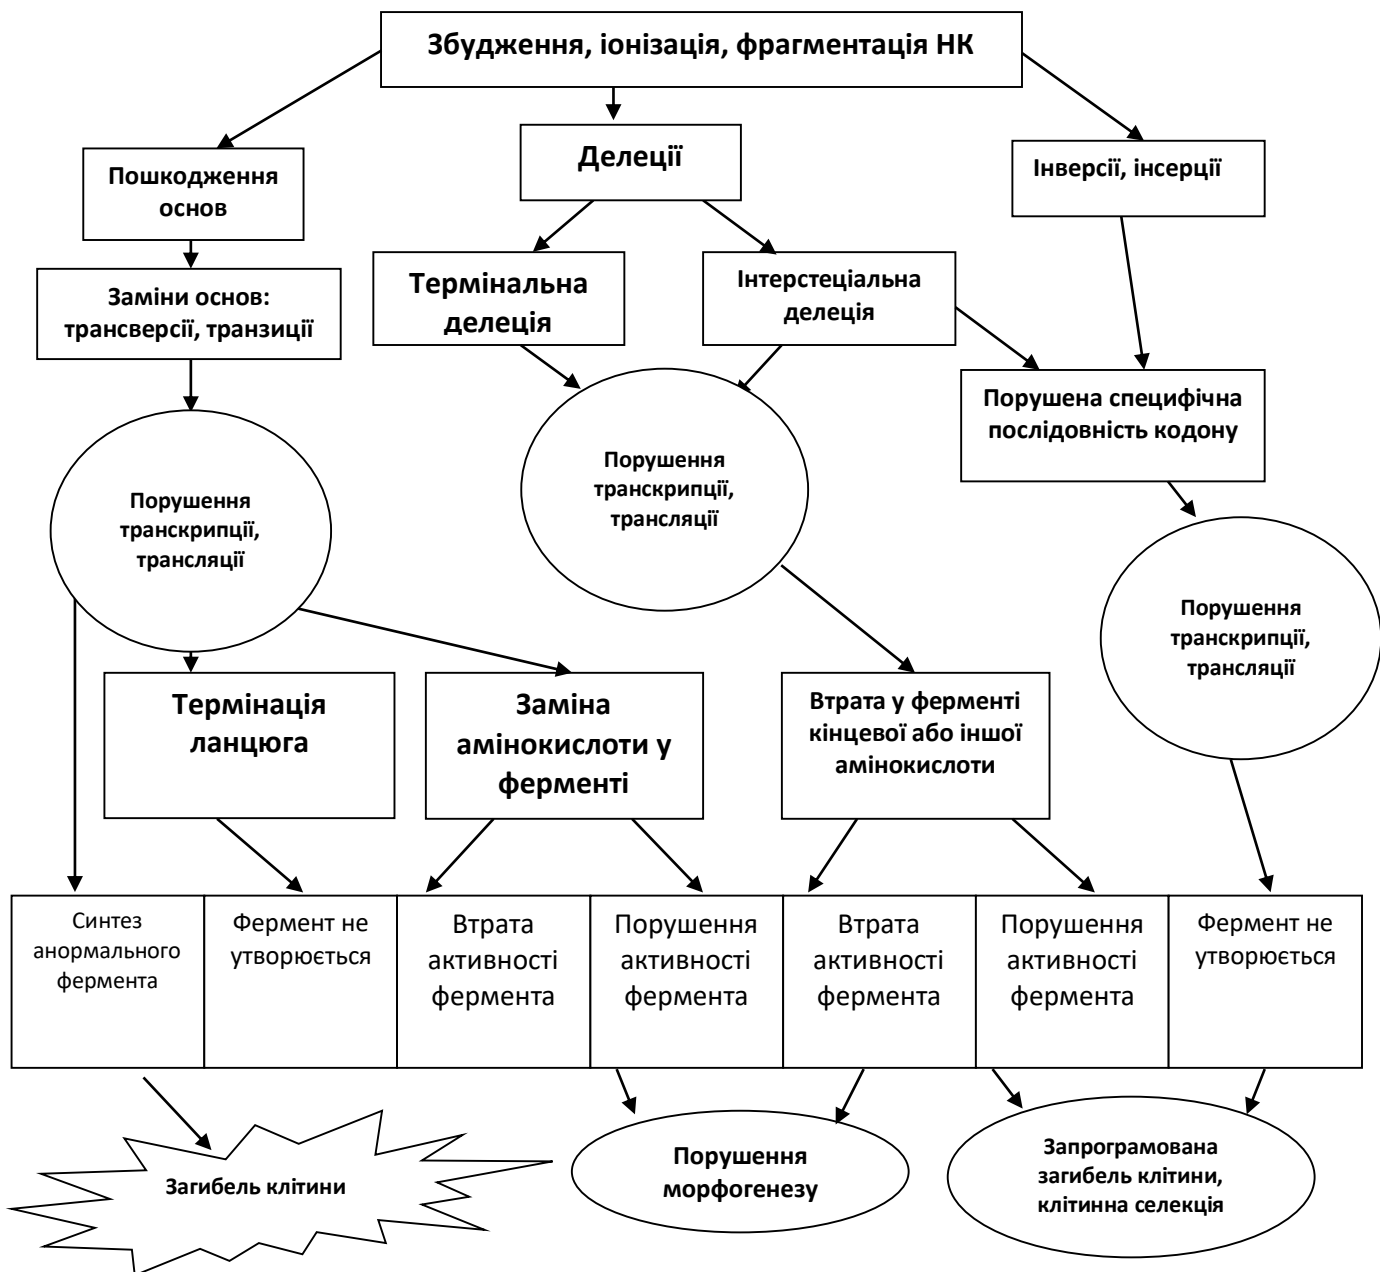 Збудження, іонізація, фрагментація НК
Пошкодження
основ
Делеції
Інверсії, інсерції
Заміни основ:
трансверсії, транзиції
Термінальна
делеція
Інтерстеціальна
делеція
Порушена специфічна
послідовність кодону
Порушення
транскрипції,
трансляції
Порушення
транскрипції,
трансляції
Порушення
транскрипції,
трансляції
Термінація
ланцюга
Заміна
амінокислоти у
ферменті
Втрата у ферменті
кінцевої або іншої
амінокислоти
Синтез
анормального
фермента
Фермент не
утворюється
Втрата
активності
фермента
Порушення
активності
фермента
Втрата
активності
фермента
Порушення
активності
фермента
Фермент не
утворюється
Загибель клітини
Порушення
морфогенезу
Запрограмована
загибель клітини,
клітинна селекція